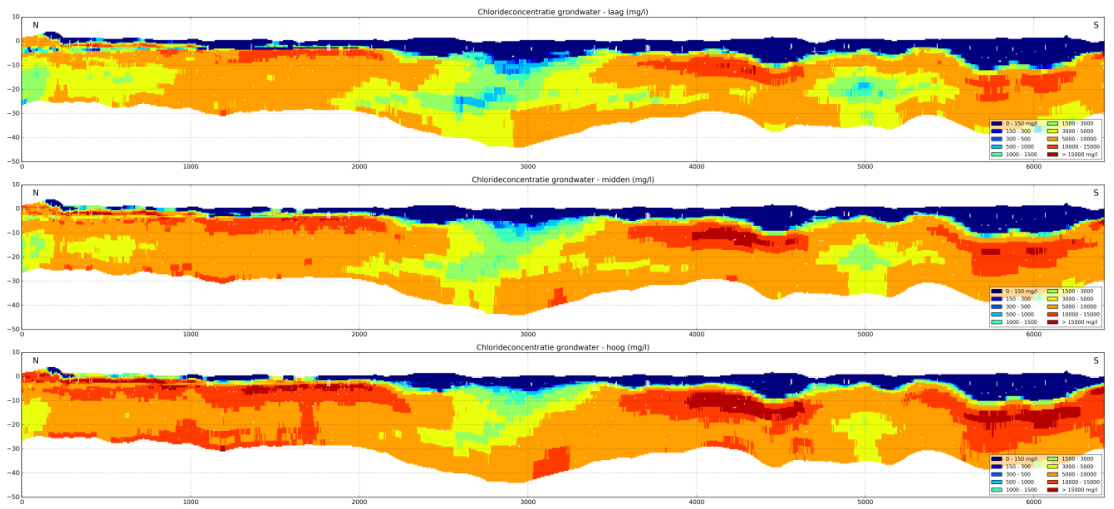 Chlorideconcentratie grondwater - laag (mg/l)
N S
10
0
−10
−20
−30
−40
−50
0 - 150 mg/l 1500 - 3000
150 - 300 3000 - 5000
300 - 500 5000 - 10000
500 - 1000 10000 - 15000
1000 - 1500 > 15000 mg/l
0 1000 2000 3000 4000 5000 6000
Chlorideconcentratie grondwater - midden (mg/l)
N S
10
0
−10
−20
−30
−40
−50
0 - 150 mg/l 1500 - 3000
150 - 300 3000 - 5000
300 - 500 5000 - 10000
500 - 1000 10000 - 15000
1000 - 1500 > 15000 mg/l
0 1000 2000 3000 4000 5000 6000
Chlorideconcentratie grondwater - hoog (mg/l)
N S
10
0
−10
−20
−30
−40
−50
0 - 150 mg/l 1500 - 3000
150 - 300 3000 - 5000
300 - 500 5000 - 10000
500 - 1000 10000 - 15000
1000 - 1500 > 15000 mg/l
0 1000 2000 3000 4000 5000 6000